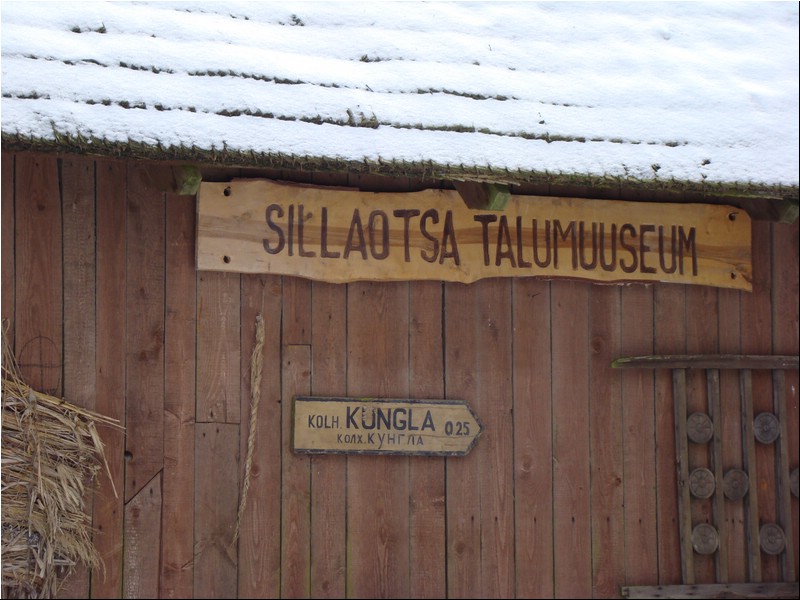 SILLAOTSA TALUMUUSEUM
KOLH. KUNGLA 0.25
КОЛХ. КУНГЛА